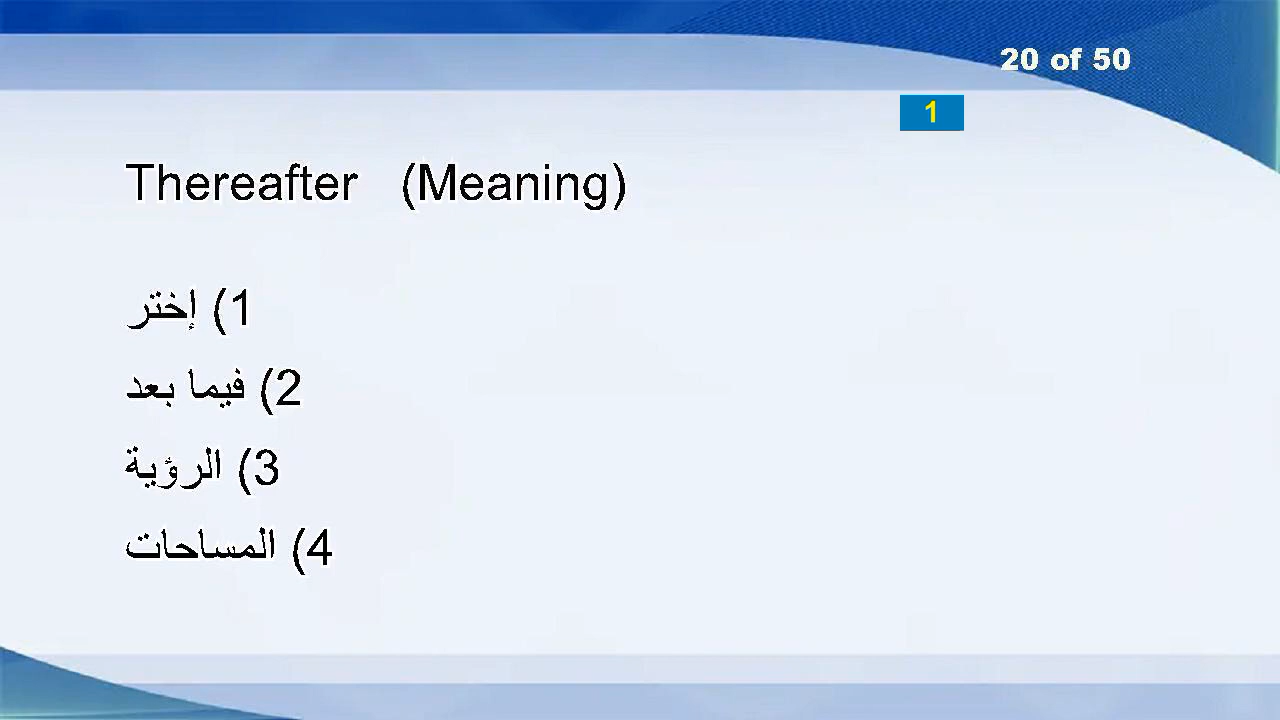 20 of 50
1
Thereafter (Meaning)
1) إختر
2) فيما بعد
3) الرؤية
4) المساحات